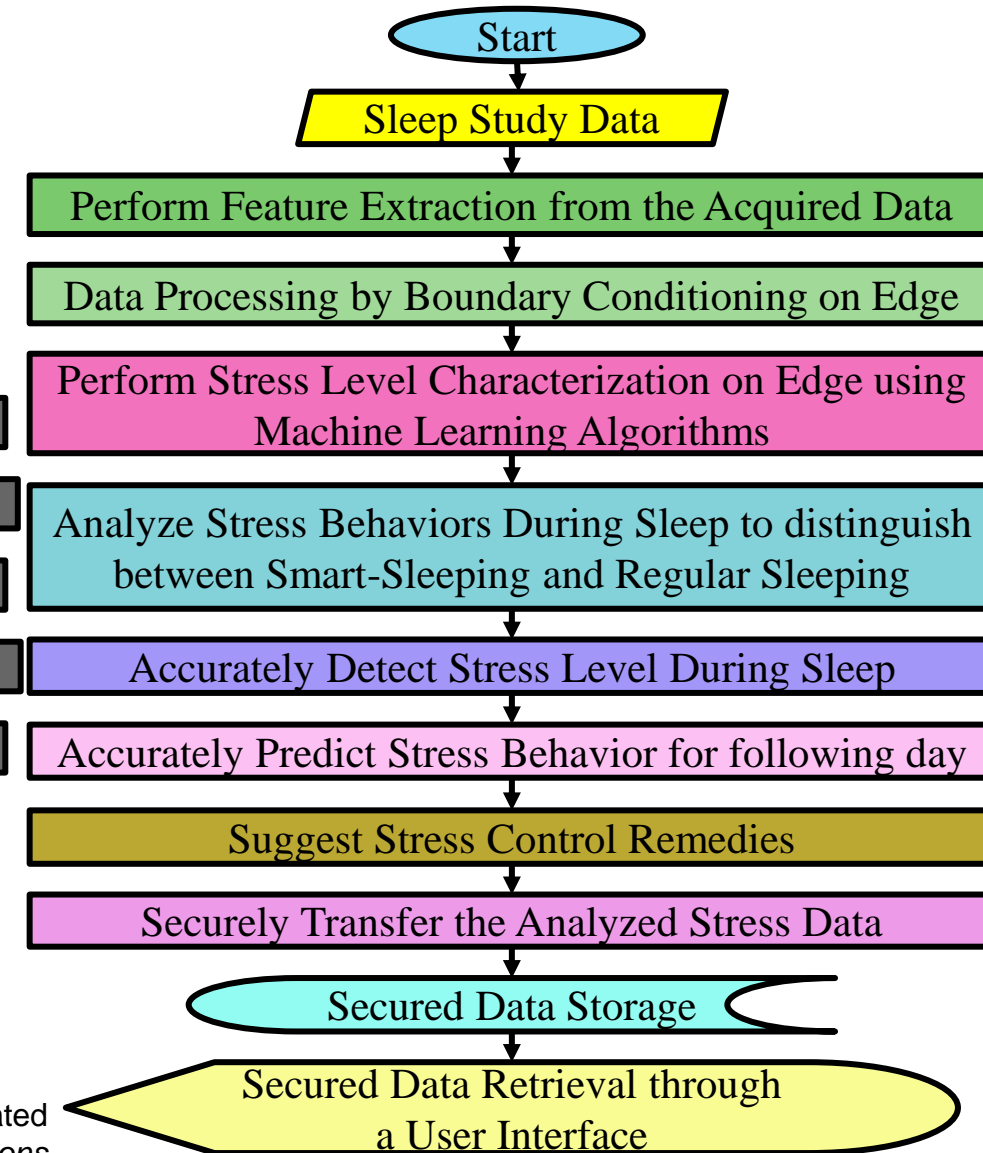 Start
Sleep Study Data
Perform Feature Extraction from the Acquired Data
Data Processing by Boundary Conditioning on Edge
Perform Stress Level Characterization on Edge using
Machine Learning Algorithms
Analyze Stress Behaviors During Sleep to distinguish
between Smart-Sleeping and Regular Sleeping
Accurately Detect Stress Level During Sleep
Accurately Predict Stress Behavior for following day
Suggest Stress Control Remedies
Securely Transfer the Analyzed Stress Data
Secured Data Storage
Secured Data Retrieval through
a User Interface